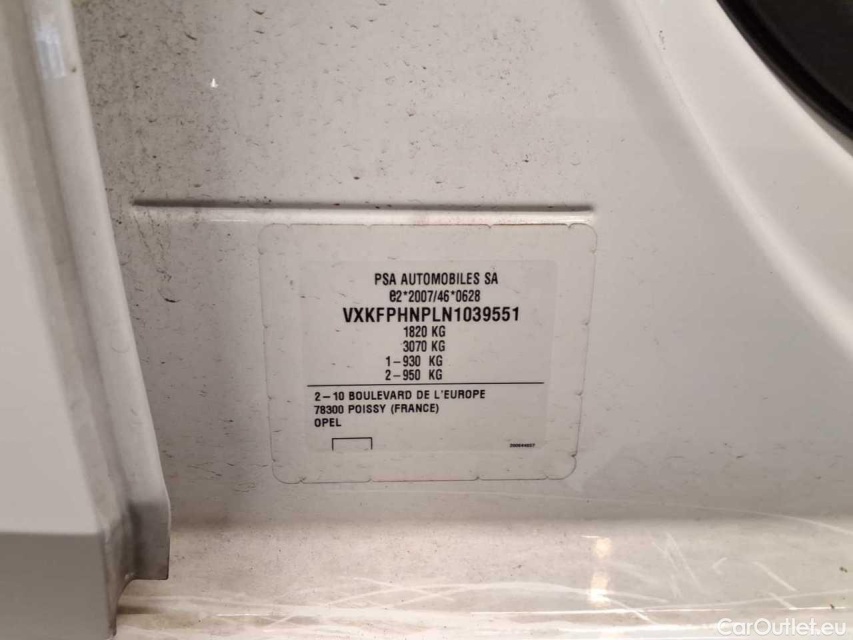 PSA AUTOMOBILES SA
e2*2007/46*0628
VXKFPHNPLN1039551
1820 KG
3070 KG
1-930 KG
2-950 KG
2-10 BOULEVARD DE L'EUROPE
78300 POISSY (FRANCE)
OPEL
CarOutlet.eu